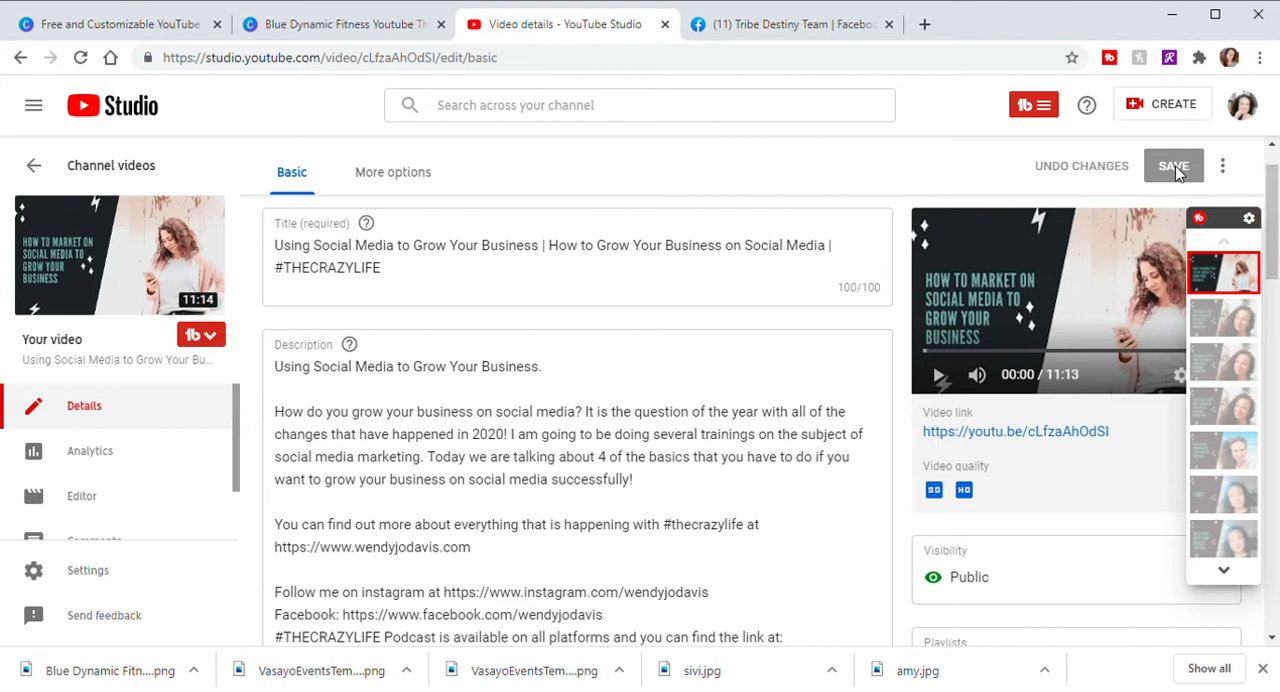 Free and Customizable YouTube
Blue Dynamic Fitness Youtube Th
Video details - YouTube Studio
(11) Tribe Destiny Team | Faceboo
https://studio.youtube.com/video/cLfzaAhOdSI/edit/basic
Studio
Search across your channel
CREATE
Channel videos
Basic
More options
UNDO CHANGES
SAVE
HOW TO MARKET ON
SOCIAL MEDIA TO
GROW YOUR
BUSINESS
11:14
Your video
Using Social Media to Grow Your Bu...
Details
Analytics
Editor
Comments
Settings
Send feedback
Title (required)
Using Social Media to Grow Your Business | How to Grow Your Business on Social Media |
#THECRAZYLIFE
100/100
Description
Using Social Media to Grow Your Business.
How do you grow your business on social media? It is the question of the year with all of the
changes that have happened in 2020! I am going to be doing several trainings on the subject of
social media marketing. Today we are talking about 4 of the basics that you have to do if you
want to grow your business on social media successfully!
You can find out more about everything that is happening with #thecrazylife at
https://www.wendyjodavis.com
Follow me on instagram at https://www.instagram.com/wendyjodavis
Facebook: https://www.facebook.com/wendyjodavis
#THECRAZYLIFE Podcast is available on all platforms and you can find the link at:
HOW TO MARKET ON
SOCIAL MEDIA TO
GROW YOUR
BUSINESS
00:00 / 11:13
Video link
https://youtu.be/cLfzaAhOdSI
Video quality
SD HD
Visibility
Public
Playlists
Blue Dynamic Fitn....png
VasayoEventsTem....png
VasayoEventsTem....png
sivi.jpg
amy.jpg
Show all